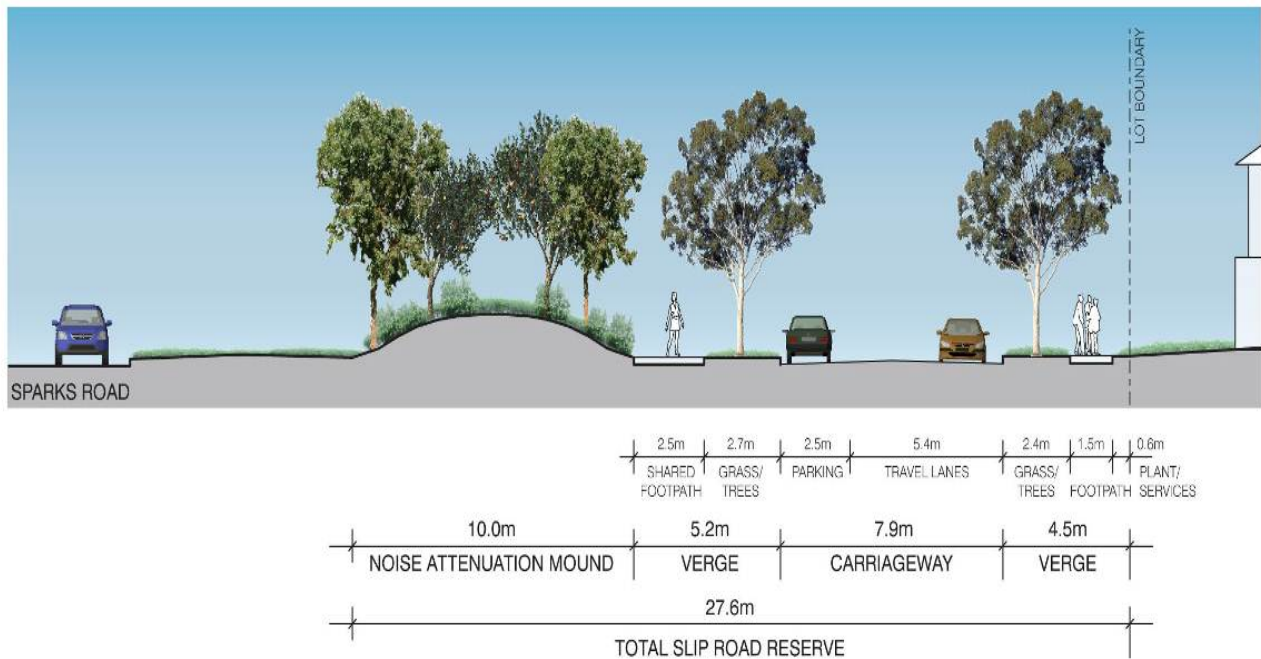 LOT BOUNDARY
SPARKS ROAD
2.5m 2.7m 2.5m 5.4m 2.4m 1.5m 0.6m
SHARED GRASS/ PARKING TRAVEL LANES GRASS/ FOOTPATH PLANT/
FOOTPATH TREES TREES SERVICES
10.0m 5.2m 7.9m 4.5m
NOISE ATTENUATION MOUND VERGE CARRIAGEWAY VERGE
27.6m
TOTAL SLIP ROAD RESERVE